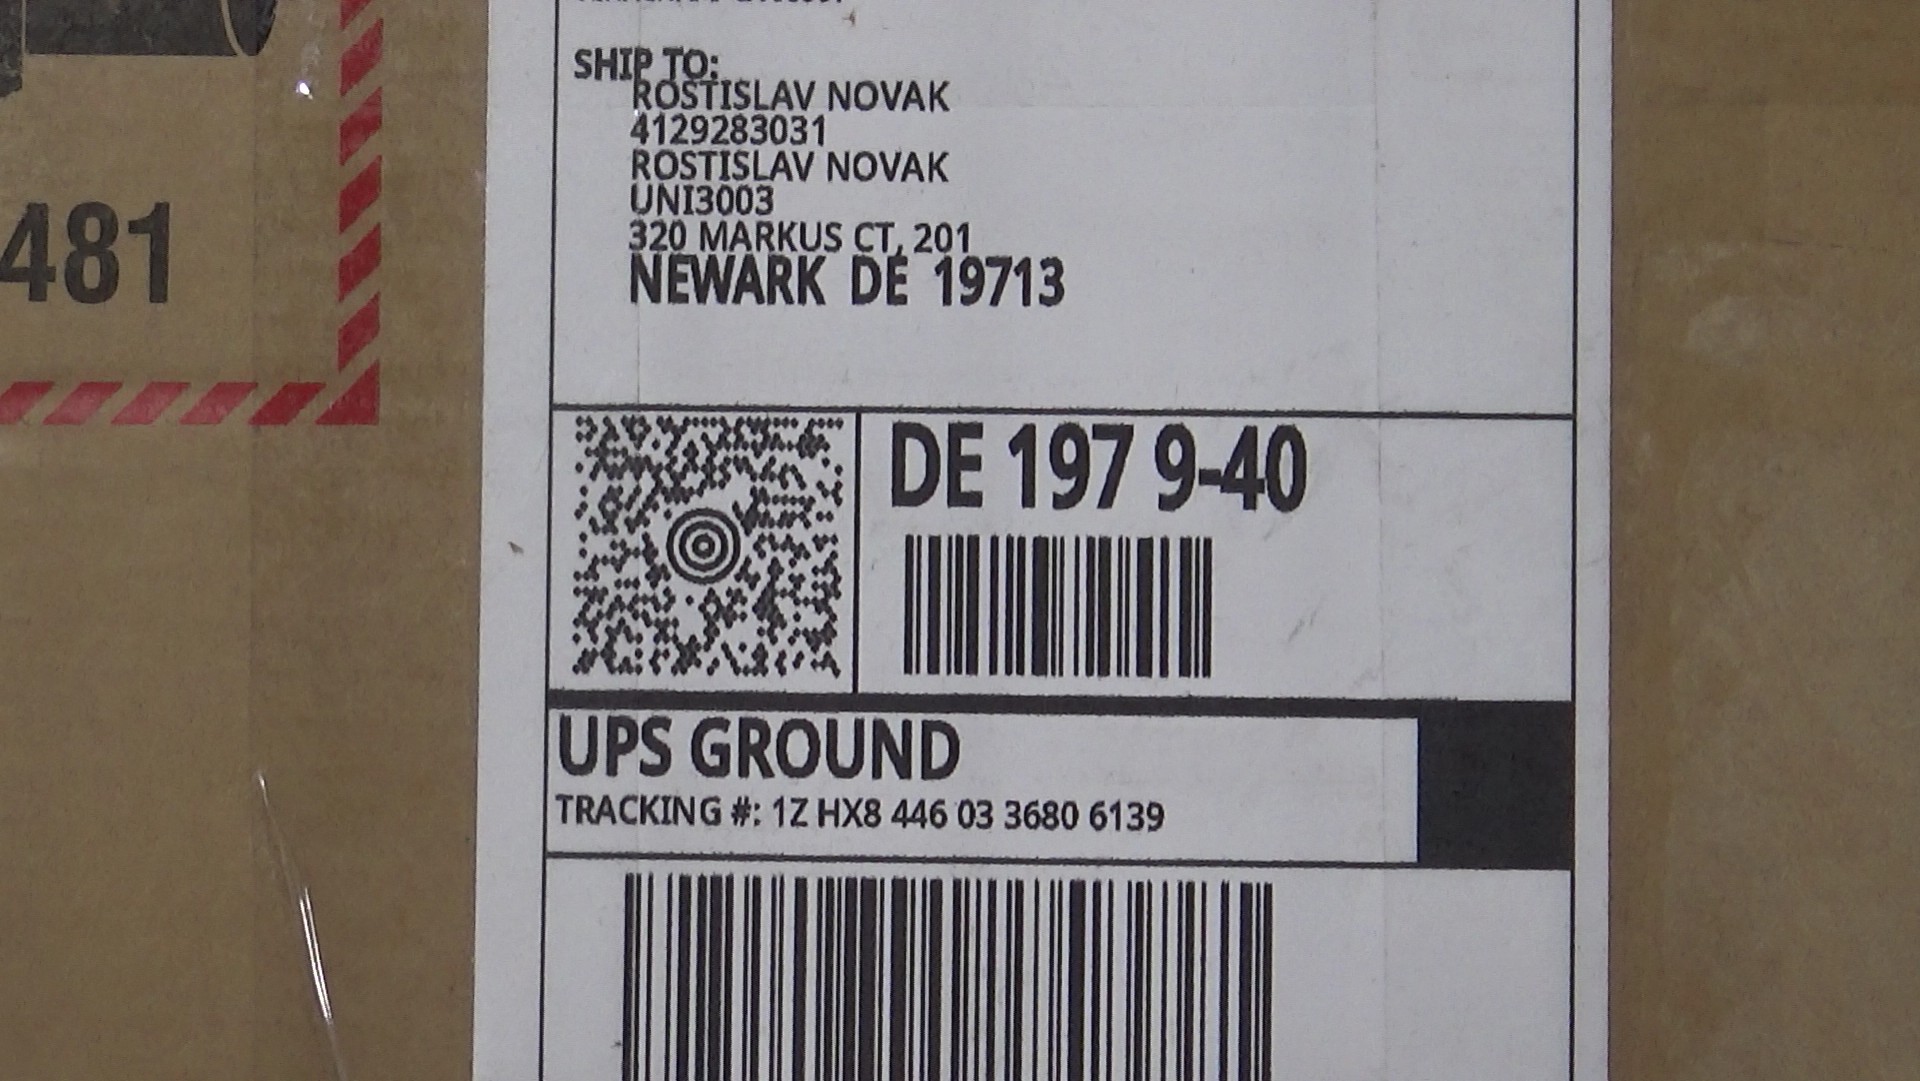 SHIP TO:
ROSTISLAV NOVAK
4129283031
ROSTISLAV NOVAK
UNI3003
320 MARKUS CT, 201
NEWARK DE 19713
481
DE 197 9-40
UPS GROUND
TRACKING #: 1Z HX8 446 03 3680 6139